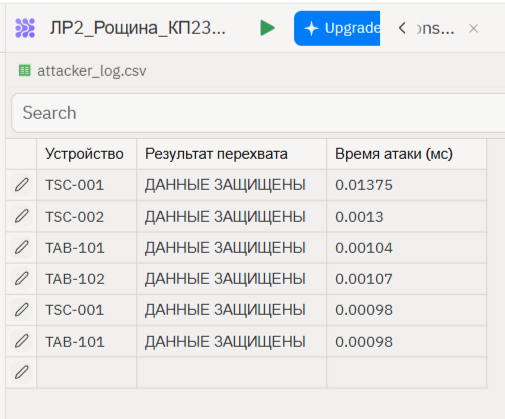 ЛР2_Рощина_КП23...
Upgrade
ons...
attacker_log.csv
Search
Устройство Результат перехвата Время атаки (мс)
TSC-001 ДАННЫЕ ЗАЩИЩЕНЫ 0.01375
TSC-002 ДАННЫЕ ЗАЩИЩЕНЫ 0.0013
TAB-101 ДАННЫЕ ЗАЩИЩЕНЫ 0.00104
TAB-102 ДАННЫЕ ЗАЩИЩЕНЫ 0.00107
TSC-001 ДАННЫЕ ЗАЩИЩЕНЫ 0.00098
TAB-101 ДАННЫЕ ЗАЩИЩЕНЫ 0.00098